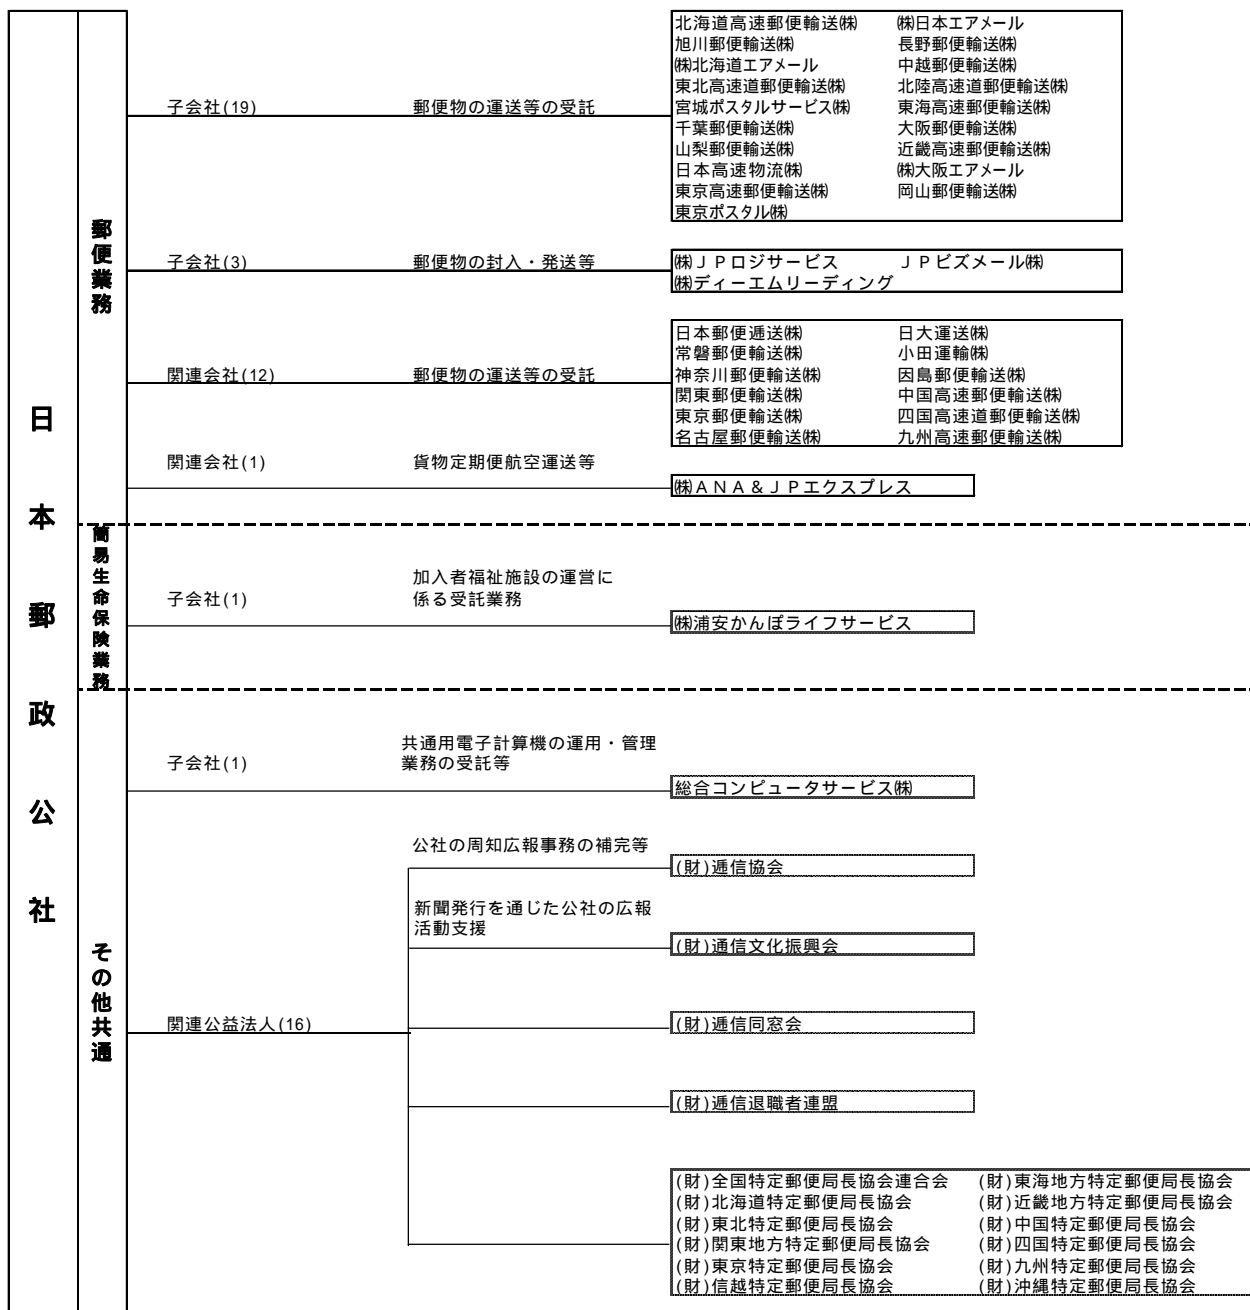 日本郵政公社
郵便業務
子会社(19)
郵便物の運送等の受託
北海道高速郵便輸送㈱ ㈱日本エアメール
旭川郵便輸送㈱ 長野郵便輸送㈱
㈱北海道エアメール 中越郵便輸送㈱
東北高速道郵便輸送㈱ 北陸高速道郵便輸送㈱
宮城ポスタルサービス㈱ 東海高速郵便輸送㈱
千葉郵便輸送㈱ 大阪郵便輸送㈱
山梨郵便輸送㈱ 近畿高速郵便輸送㈱
日本高速物流㈱ ㈱大阪エアメール
東京高速郵便輸送㈱ 岡山郵便輸送㈱
東京ポスタル㈱
子会社(3)
郵便物の封入・発送等
㈱ＪＰロジサービス ＪＰビズメール㈱
㈱ディーエムリーディング
関連会社(12)
郵便物の運送等の受託
日本郵便逓送㈱ 日大運送㈱
常磐郵便輸送㈱ 小田運輸㈱
神奈川郵便輸送㈱ 因島郵便輸送㈱
関東郵便輸送㈱ 中国高速郵便輸送㈱
東京郵便輸送㈱ 四国高速道郵便輸送㈱
名古屋郵便輸送㈱ 九州高速郵便輸送㈱
関連会社(1)
貨物定期便航空運送等
㈱ＡＮＡ＆ＪＰエクスプレス
簡易生命保険業務
子会社(1)
加入者福祉施設の運営に
係る受託業務
㈱浦安かんぽライフサービス
その他共通
子会社(1)
共通用電子計算機の運用・管理
業務の受託等
総合コンピュータサービス㈱
関連公益法人(16)
公社の周知広報事務の補完等
(財)逓信協会
新聞発行を通じた公社の広報
活動支援
(財)通信文化振興会
(財)逓信同窓会
(財)逓信退職者連盟
(財)全国特定郵便局長協会連合会 (財)東海地方特定郵便局長協会
(財)北海道特定郵便局長協会 (財)近畿地方特定郵便局長協会
(財)東北特定郵便局長協会 (財)中国特定郵便局長協会
(財)関東地方特定郵便局長協会 (財)四国特定郵便局長協会
(財)東京特定郵便局長協会 (財)九州特定郵便局長協会
(財)信越特定郵便局長協会 (財)沖縄特定郵便局長協会